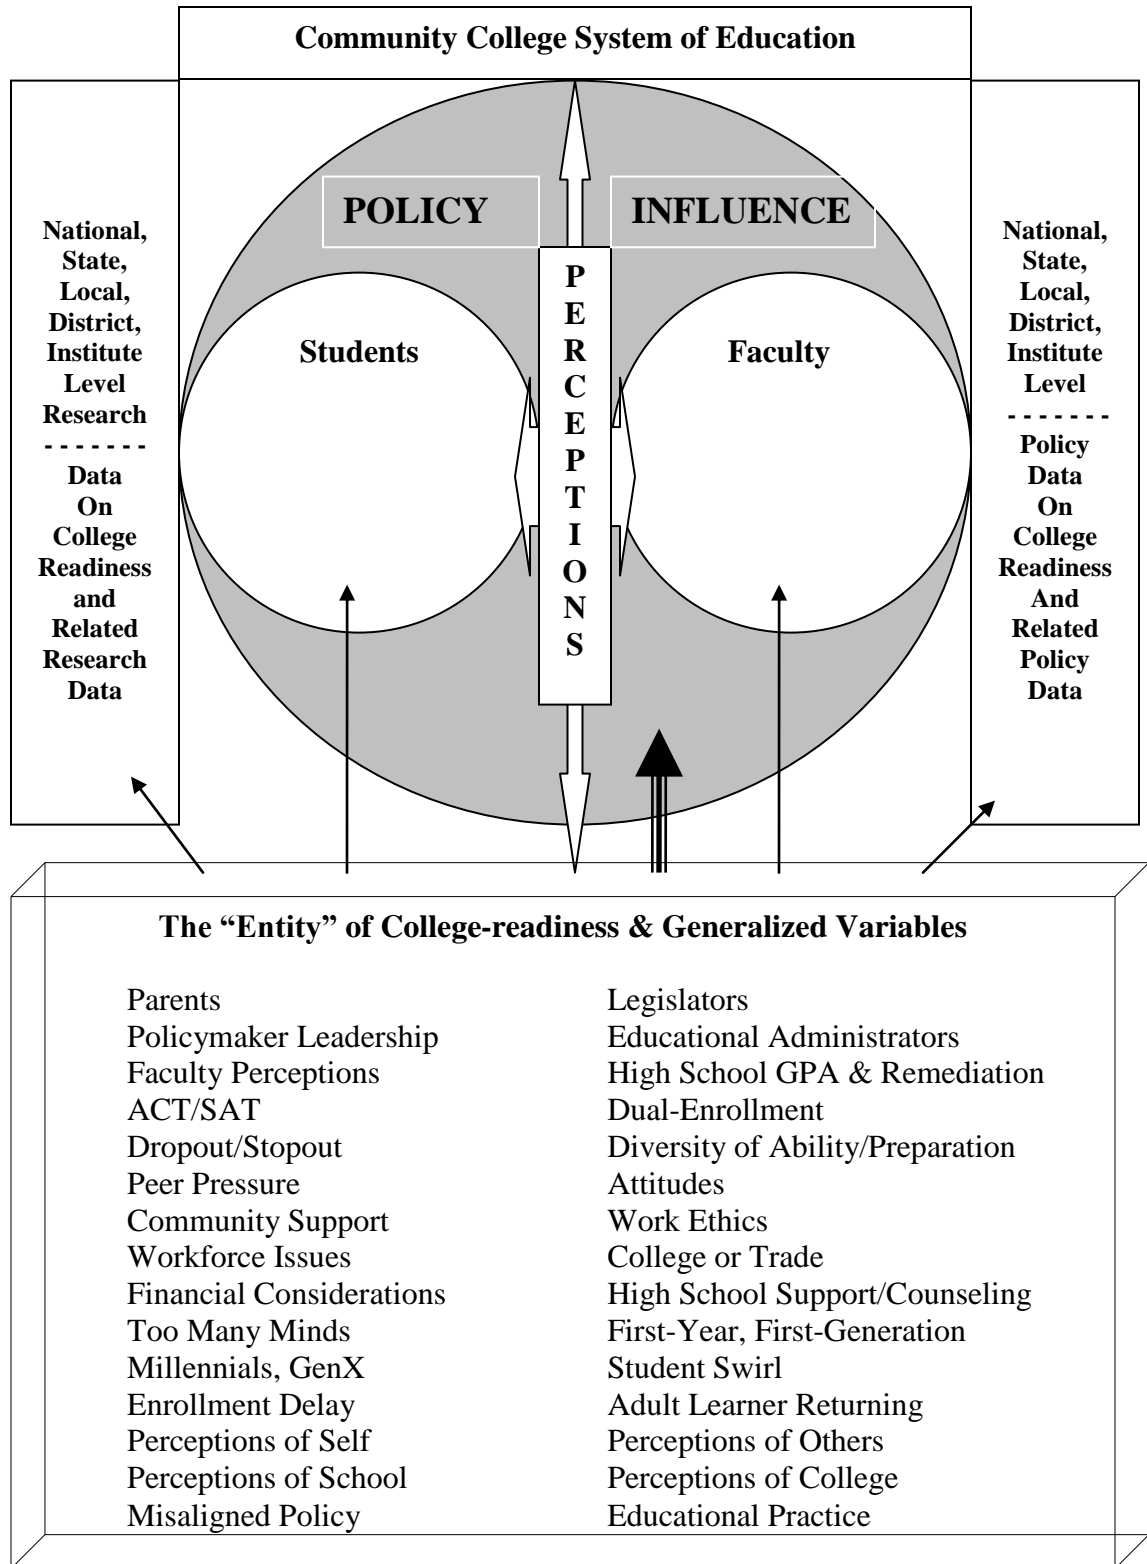 Community College System of Education
National,
State,
Local,
District,
Institute
Level
Research
- - - - - - -
Data
On
College
Readiness
and
Related
Research
Data
POLICY
INFLUENCE
Students
P
E
R
C
E
P
T
I
O
N
S
Faculty
National,
State,
Local,
District,
Institute
Level
- - - - - - -
Policy
Data
On
College
Readiness
And
Related
Policy
Data
The “Entity” of College-readiness & Generalized Variables
Parents
Policymaker Leadership
Faculty Perceptions
ACT/SAT
Dropout/Stopout
Peer Pressure
Community Support
Workforce Issues
Financial Considerations
Too Many Minds
Millennials, GenX
Enrollment Delay
Perceptions of Self
Perceptions of School
Misaligned Policy
Legislators
Educational Administrators
High School GPA & Remediation
Dual-Enrollment
Diversity of Ability/Preparation
Attitudes
Work Ethics
College or Trade
High School Support/Counseling
First-Year, First-Generation
Student Swirl
Adult Learner Returning
Perceptions of Others
Perceptions of College
Educational Practice